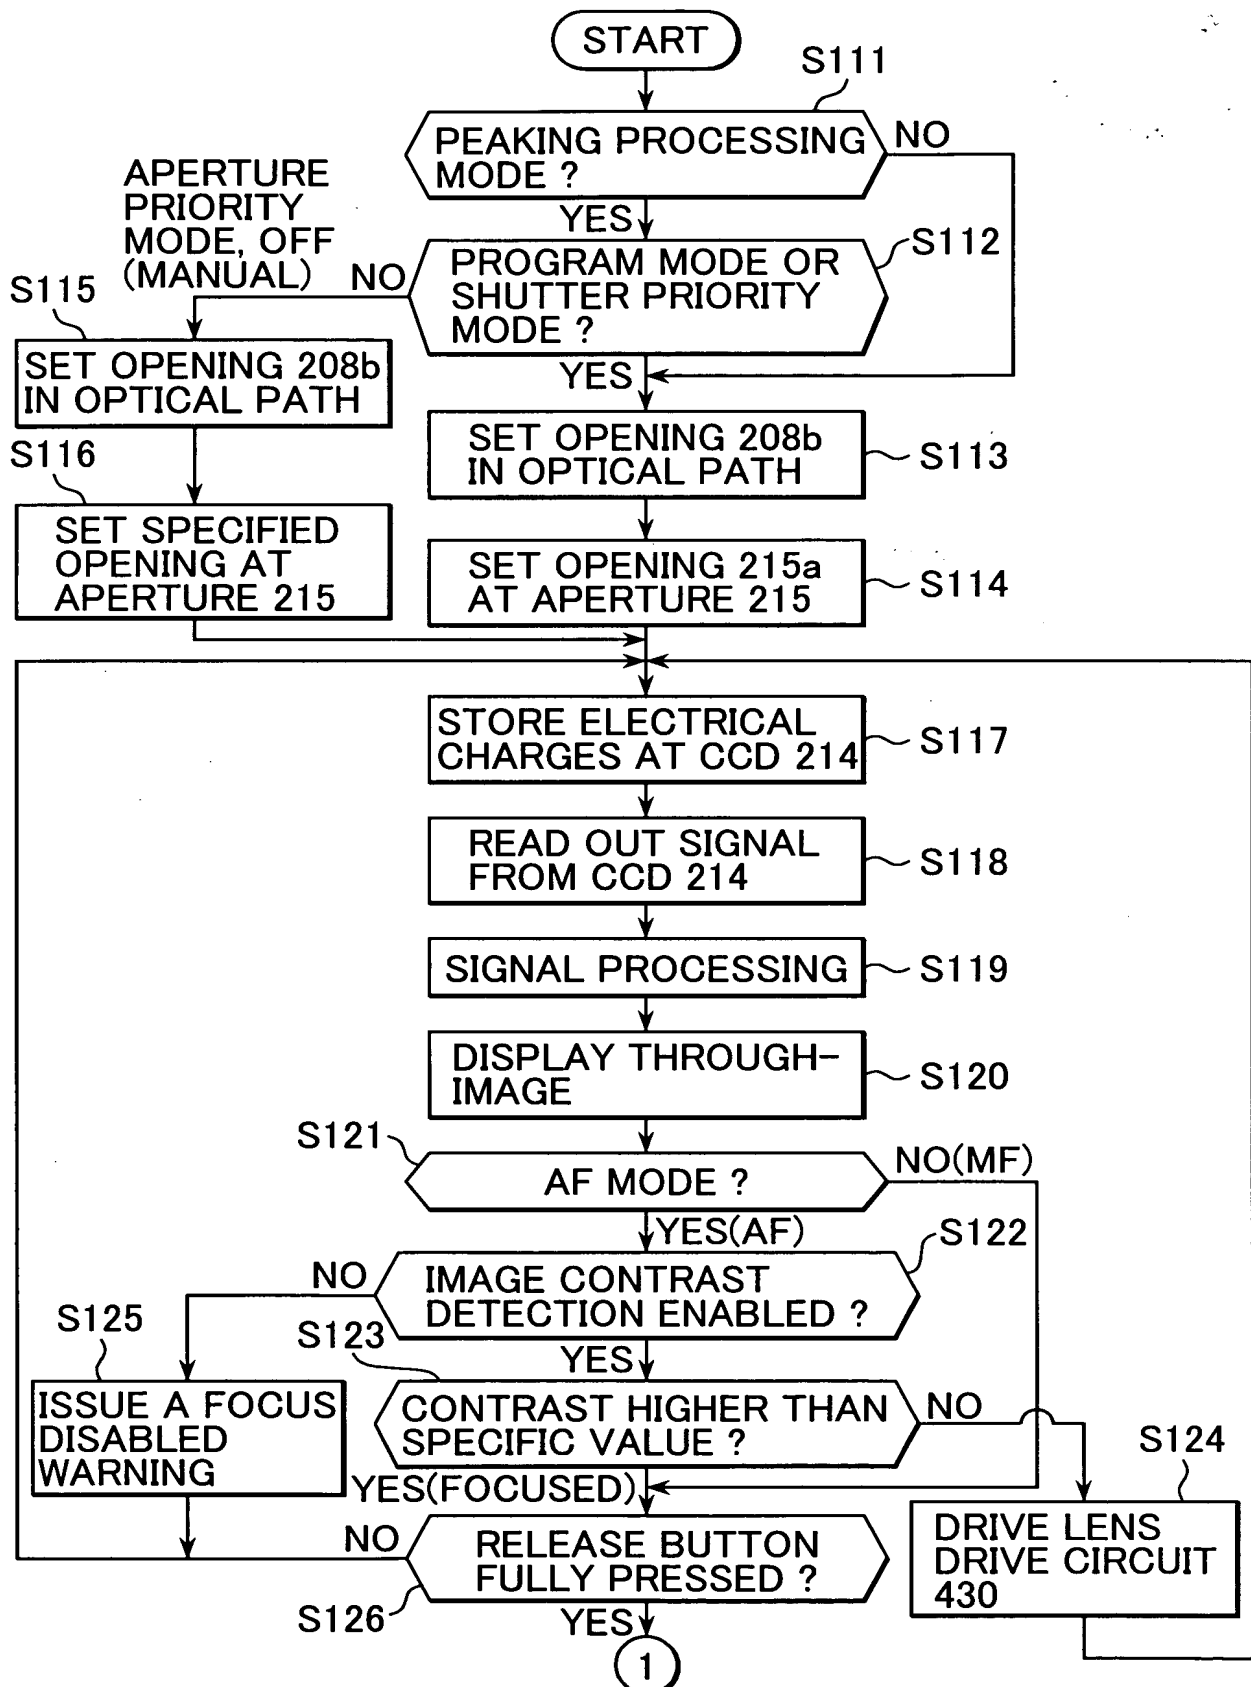 START
S111
PEAKING PROCESSING
MODE ?
NO
YES
APERTURE
PRIORITY
MODE, OFF
(MANUAL)
NO
S112
PROGRAM MODE OR
SHUTTER PRIORITY
MODE ?
YES
S115
SET OPENING 208b
IN OPTICAL PATH
S116
SET SPECIFIED
OPENING AT
APERTURE 215
SET OPENING 208b
IN OPTICAL PATH
S113
SET OPENING 215a
AT APERTURE 215
S114
STORE ELECTRICAL
CHARGES AT CCD 214
S117
READ OUT SIGNAL
FROM CCD 214
S118
SIGNAL PROCESSING
S119
DISPLAY THROUGH-
IMAGE
S120
S121
AF MODE ?
NO(MF)
YES(AF)
S122
NO
IMAGE CONTRAST
DETECTION ENABLED ?
YES
S125
ISSUE A FOCUS
DISABLED
WARNING
S123
CONTRAST HIGHER THAN
SPECIFIC VALUE ?
NO
YES(FOCUSED)
S124
DRIVE LENS
DRIVE CIRCUIT
430
NO
RELEASE BUTTON
FULLY PRESSED ?
S126
YES
1